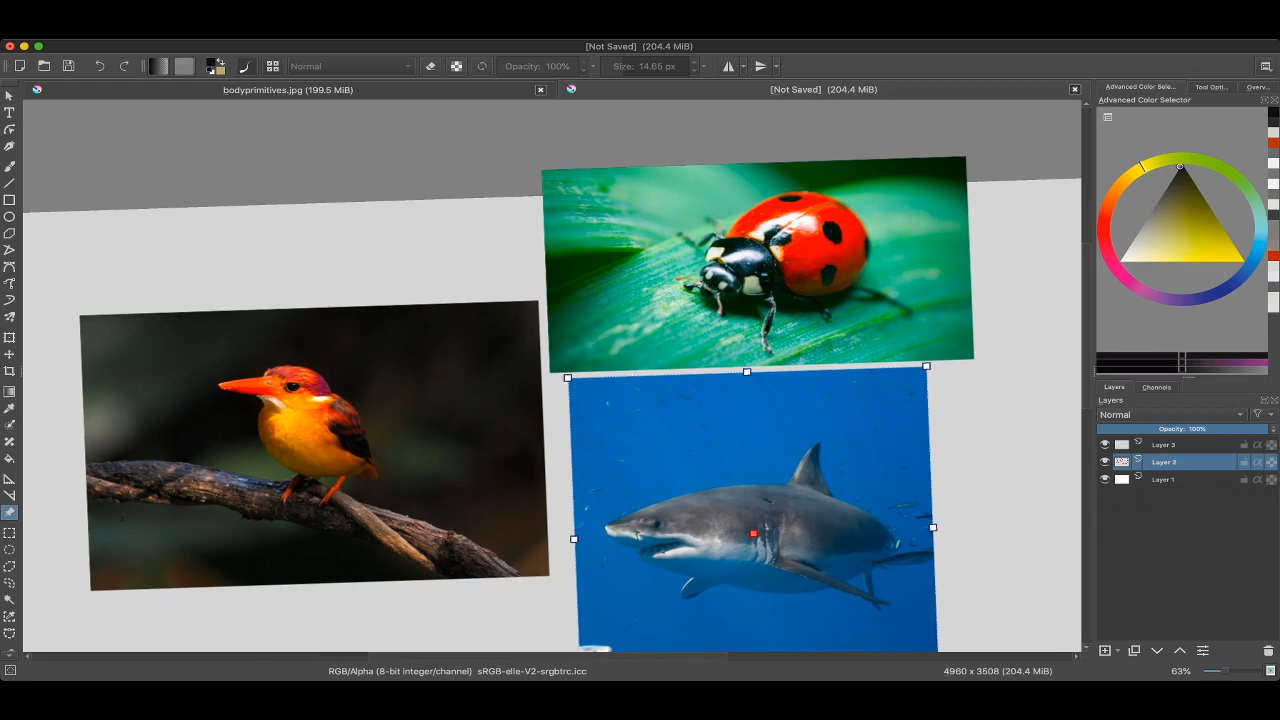 [Not Saved] (204.4 MiB)
Normal
Opacity: 100%
Size: 14.65 px
bodyprimitives.jpg (199.5 MiB)
[Not Saved] (204.4 MiB)
Advanced Color Sele...
Tool Opti...
Overv...
Advanced Color Selector
Layers
Channels
Layers
Normal
Opacity: 100%
Layer 3
Layer 2
Layer 1
RGB/Alpha (8-bit integer/channel) sRGB-elle-V2-srgbtrc.icc
4960 x 3508 (204.4 MiB)
63%